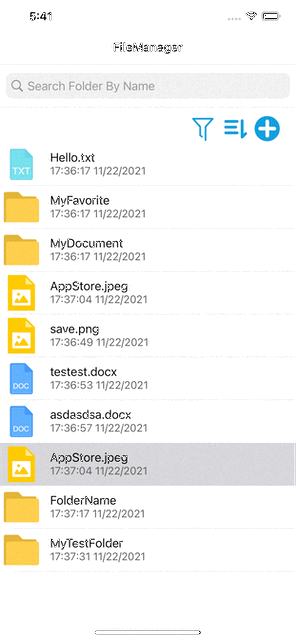 5:41
FileManager
Search Folder By Name
Hello.txt
TXT
17:36:17 11/22/2021
MyFavorite
17:36:17 11/22/2021
MyDocument
17:36:17 11/22/2021
AppStore.jpeg
17:37:04 11/22/2021
save.png
17:36:49 11/22/2021
testest.docx
DOC
17:36:53 11/22/2021
asdasdsa.docx
DOC
17:36:57 11/22/2021
AppStore.jpeg
17:37:04 11/22/2021
FolderName
17:37:17 11/22/2021
MyTestFolder
17:37:31 11/22/2021